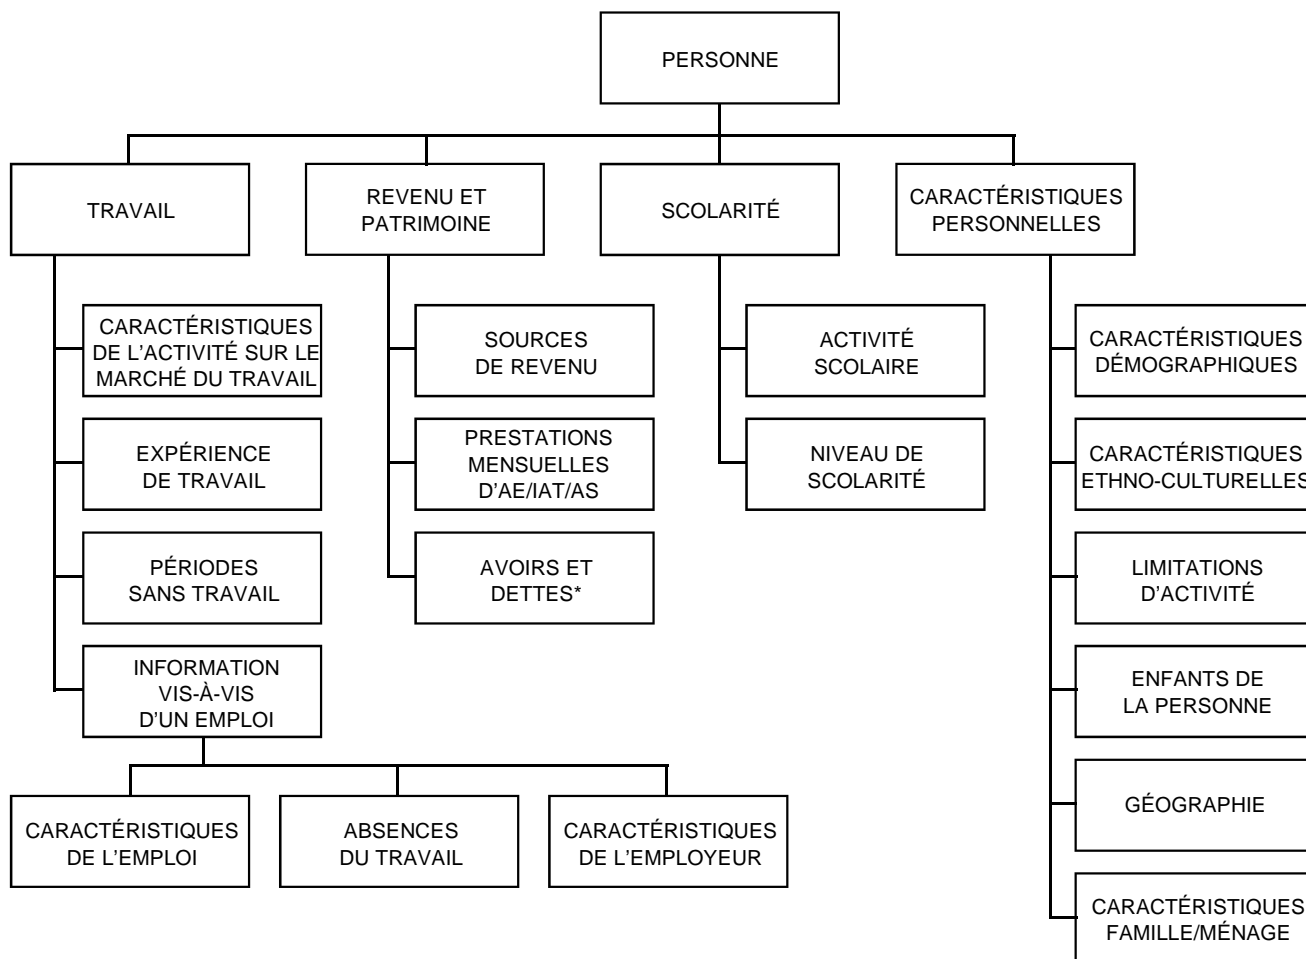 PERSONNE
TRAVAIL
REVENU ET
PATRIMOINE
SCOLARITÉ
CARACTÉRISTIQUES
PERSONNELLES
CARACTÉRISTIQUES
DE L'ACTIVITÉ SUR LE
MARCHÉ DU TRAVAIL
EXPÉRIENCE
DE TRAVAIL
PÉRIODES
SANS TRAVAIL
INFORMATION
VIS-À-VIS
D'UN EMPLOI
CARACTÉRISTIQUES
DE L'EMPLOI
ABSENCES
DU TRAVAIL
CARACTÉRISTIQUES
DE L'EMPLOYEUR
SOURCES
DE REVENU
PRESTATIONS
MENSUELLES
D'AE/IAT/AS
AVOIRS ET
DETTES*
ACTIVITÉ
SCOLAIRE
NIVEAU DE
SCOLARITÉ
CARACTÉRISTIQUES
DÉMOGRAPHIQUES
CARACTÉRISTIQUES
ETHNO-CULTURELLES
LIMITATIONS
D'ACTIVITÉ
ENFANTS DE
LA PERSONNE
GÉOGRAPHIE
CARACTÉRISTIQUES
FAMILLE/MÉNAGE